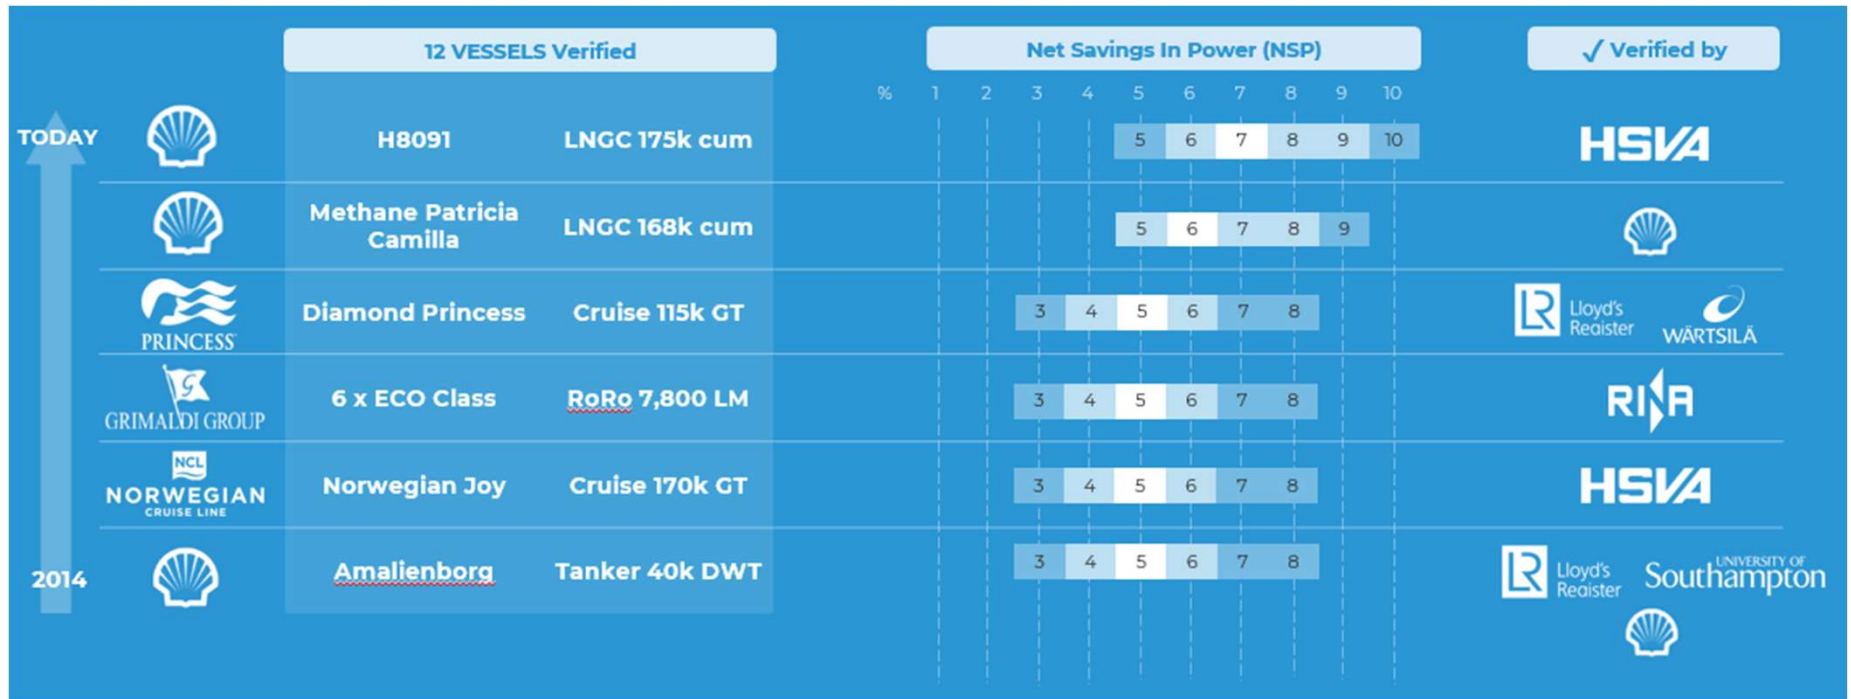 12 VESSELS Verified
Net Savings In Power (NSP)
✓ Verified by
% 1 2 3 4 5 6 7 8 9 10
TODAY
H8091
LNGC 175k cum
5 6 7 8 9 10
HSVA
Methane Patricia
Camilla
LNGC 168k cum
5 6 7 8 9
PRINCESS
Diamond Princess
Cruise 115k GT
3 4 5 6 7 8
LR
Lloyd's
Register
WÄRTSILÄ
G
GRIMALDI GROUP
6 x ECO Class
RoRo 7,800 LM
3 4 5 6 7 8
RINA
NCL
NORWEGIAN
CRUISE LINE
Norwegian Joy
Cruise 170k GT
3 4 5 6 7 8
HSVA
2014
Amalienborg
Tanker 40k DWT
3 4 5 6 7 8
LR
Lloyd's
Register
UNIVERSITY OF
Southampton